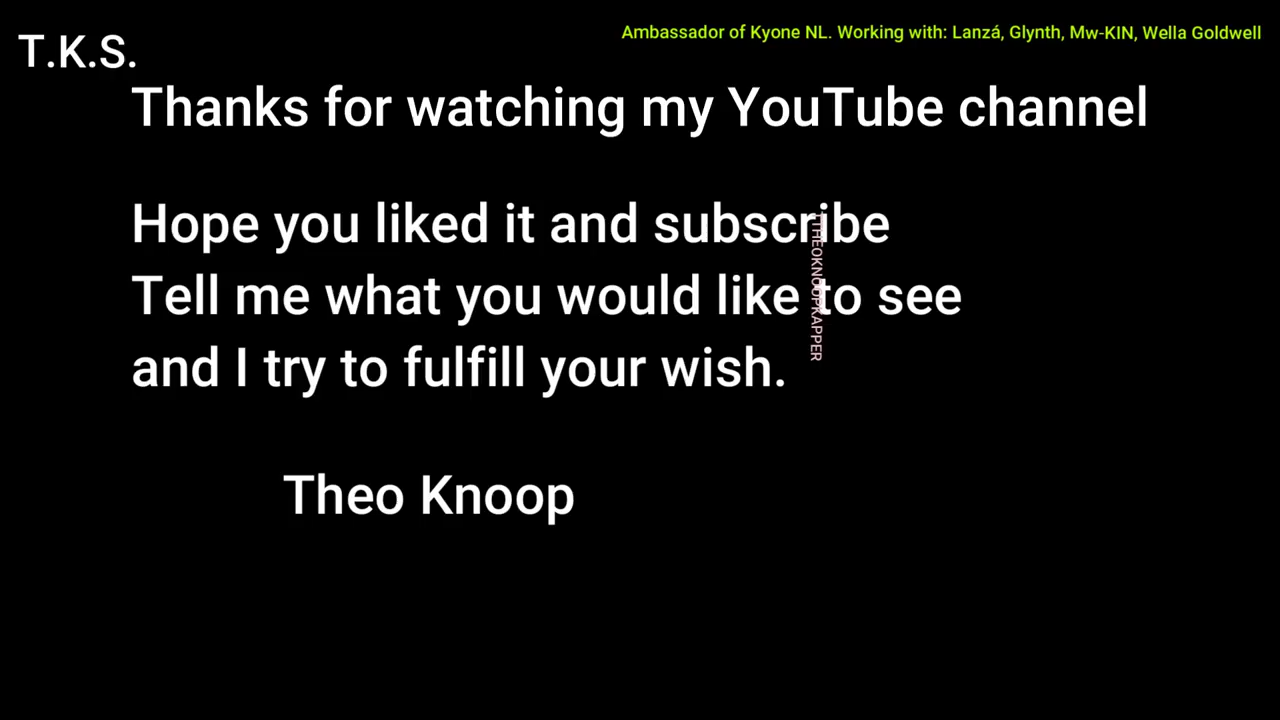 T.K.S.
Ambassador of Kyone NL. Working with: Lanzá, Glynth, Mw-KIN, Wella Goldwell
Thanks for watching my YouTube channel
Hope you liked it and subscribe
Tell me what you would like to see
and I try to fulfill your wish.
Theo Knoop